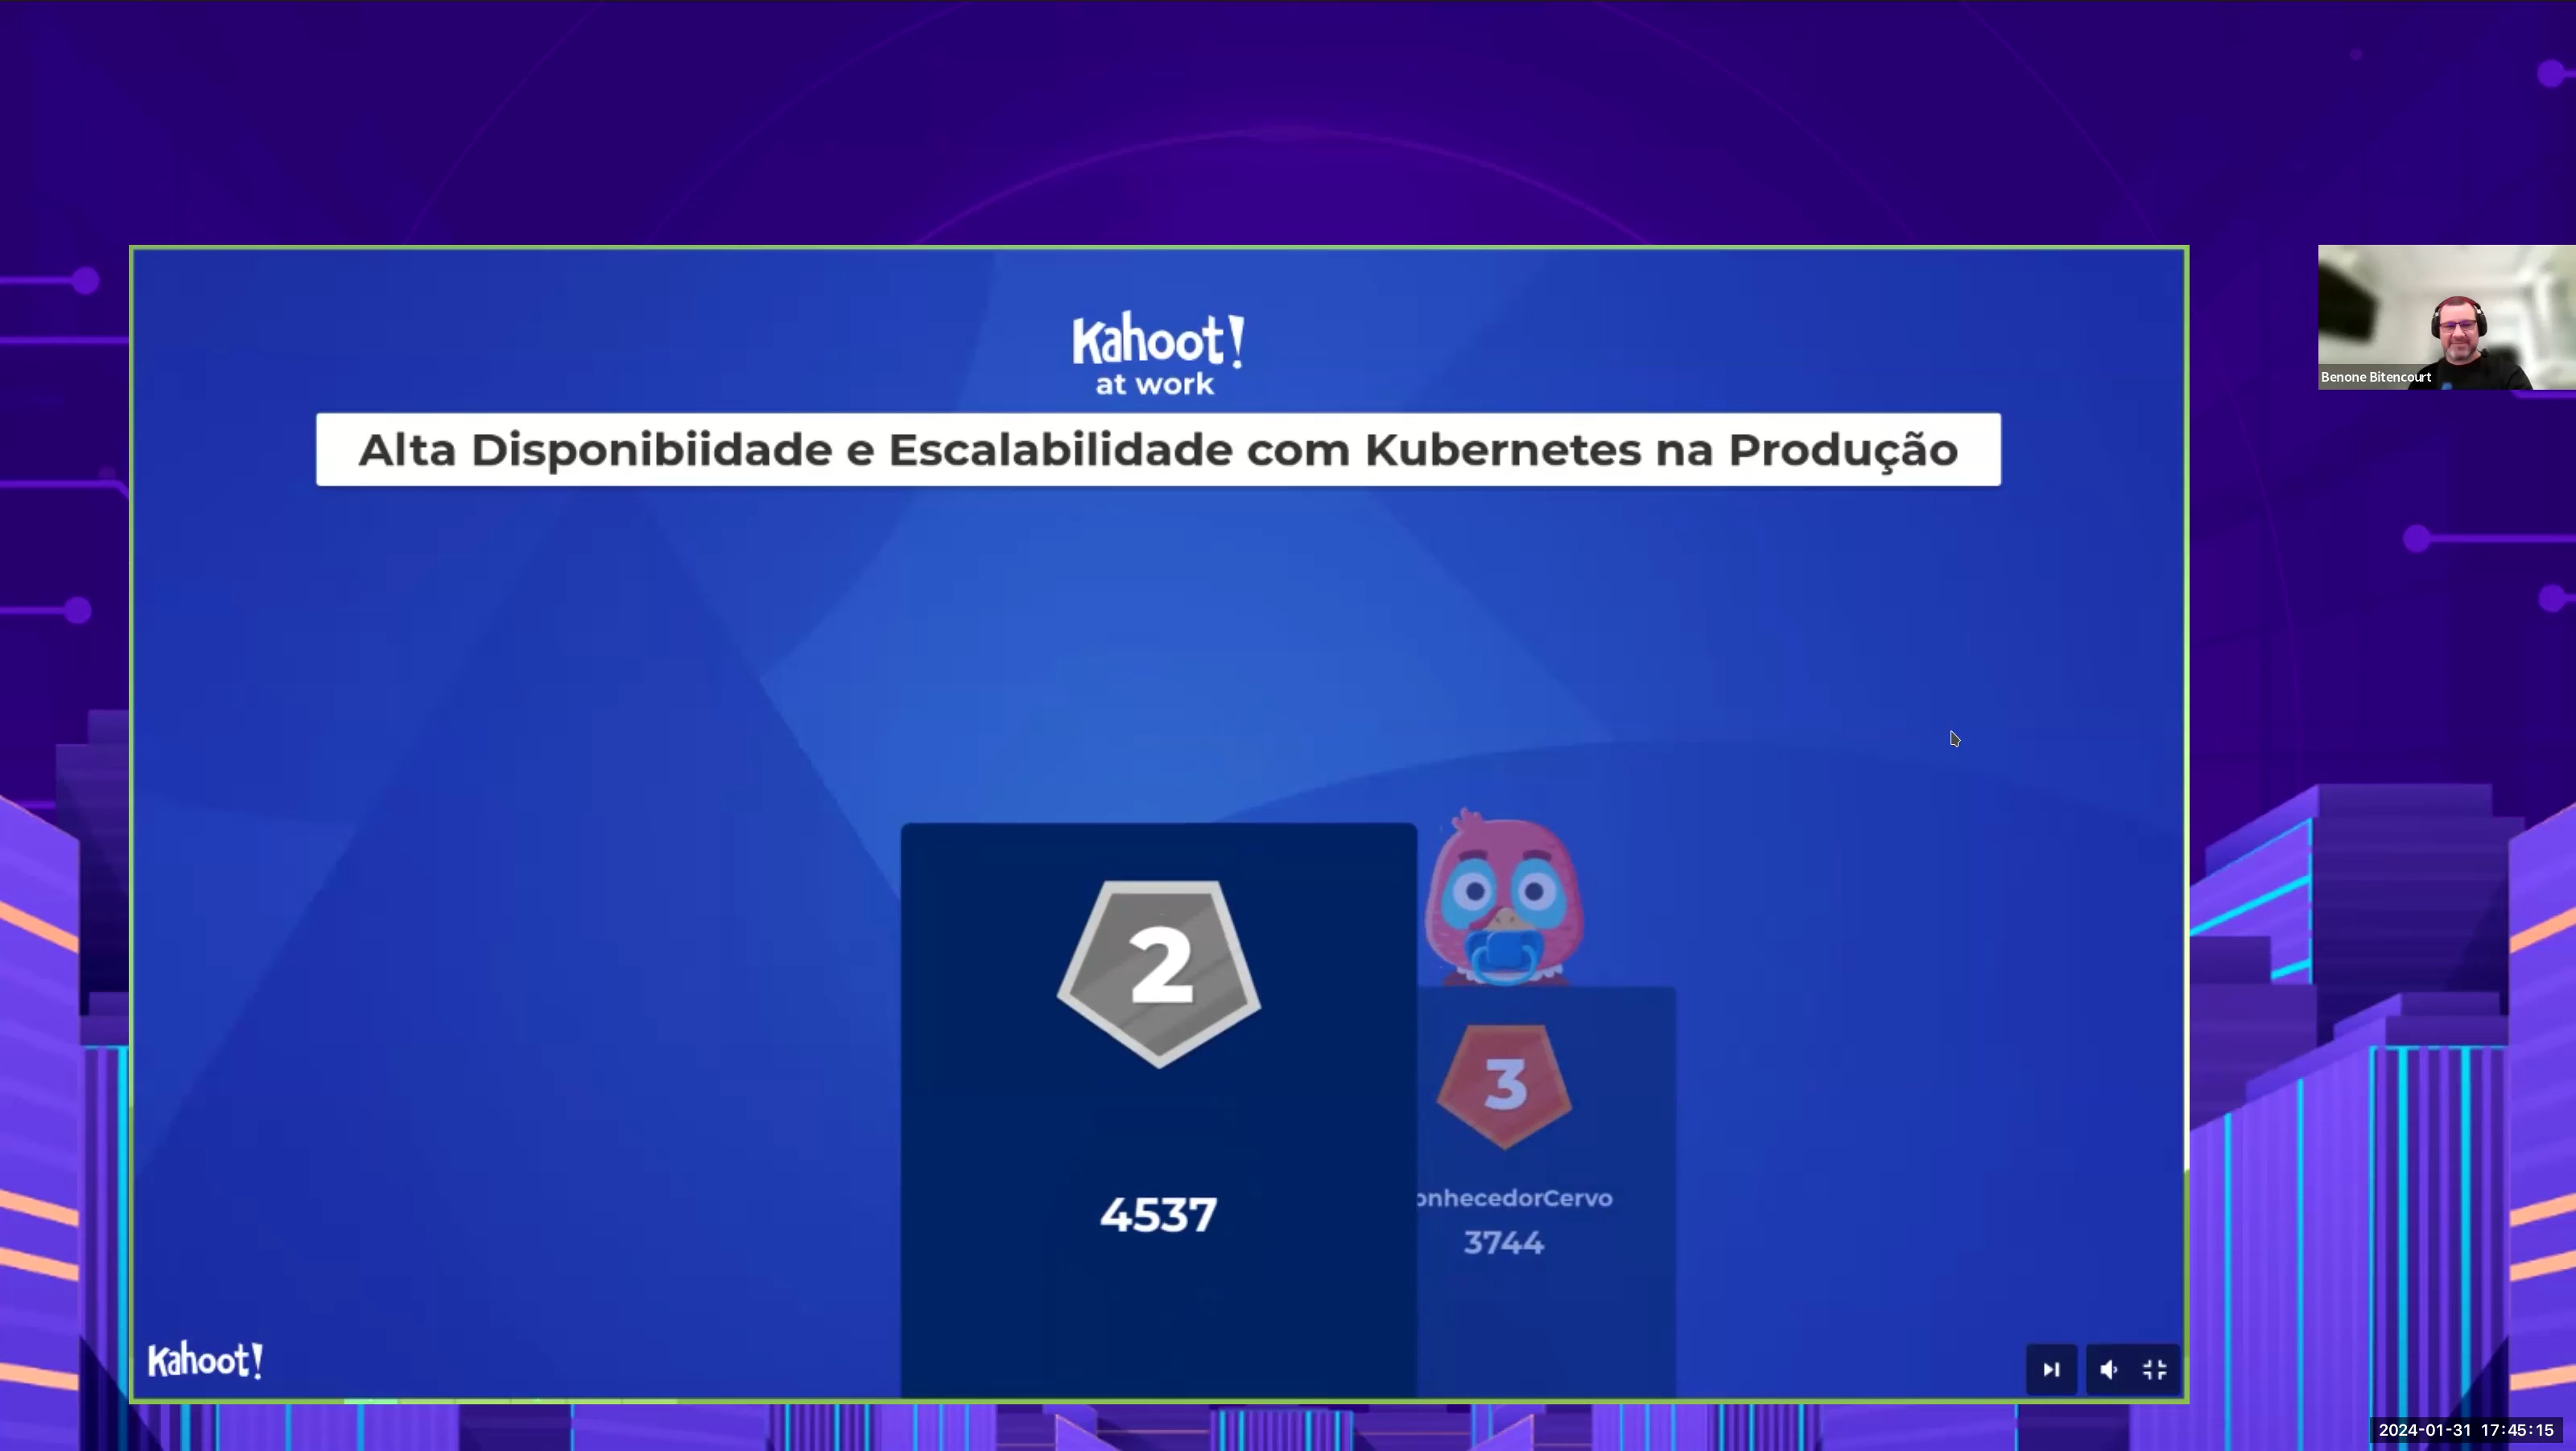 Kahoot!
at work
Alta Disponibiidade e Escalabilidade com Kubernetes na Produção
Benone Bitencourt
2
4537
3
onhecedorCervo
3744
Kahoot!
2024-01-31 17:45:15